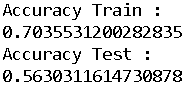 Accuracy Train :
0.7035531200282835
Accuracy Test :
0.5630311614730878